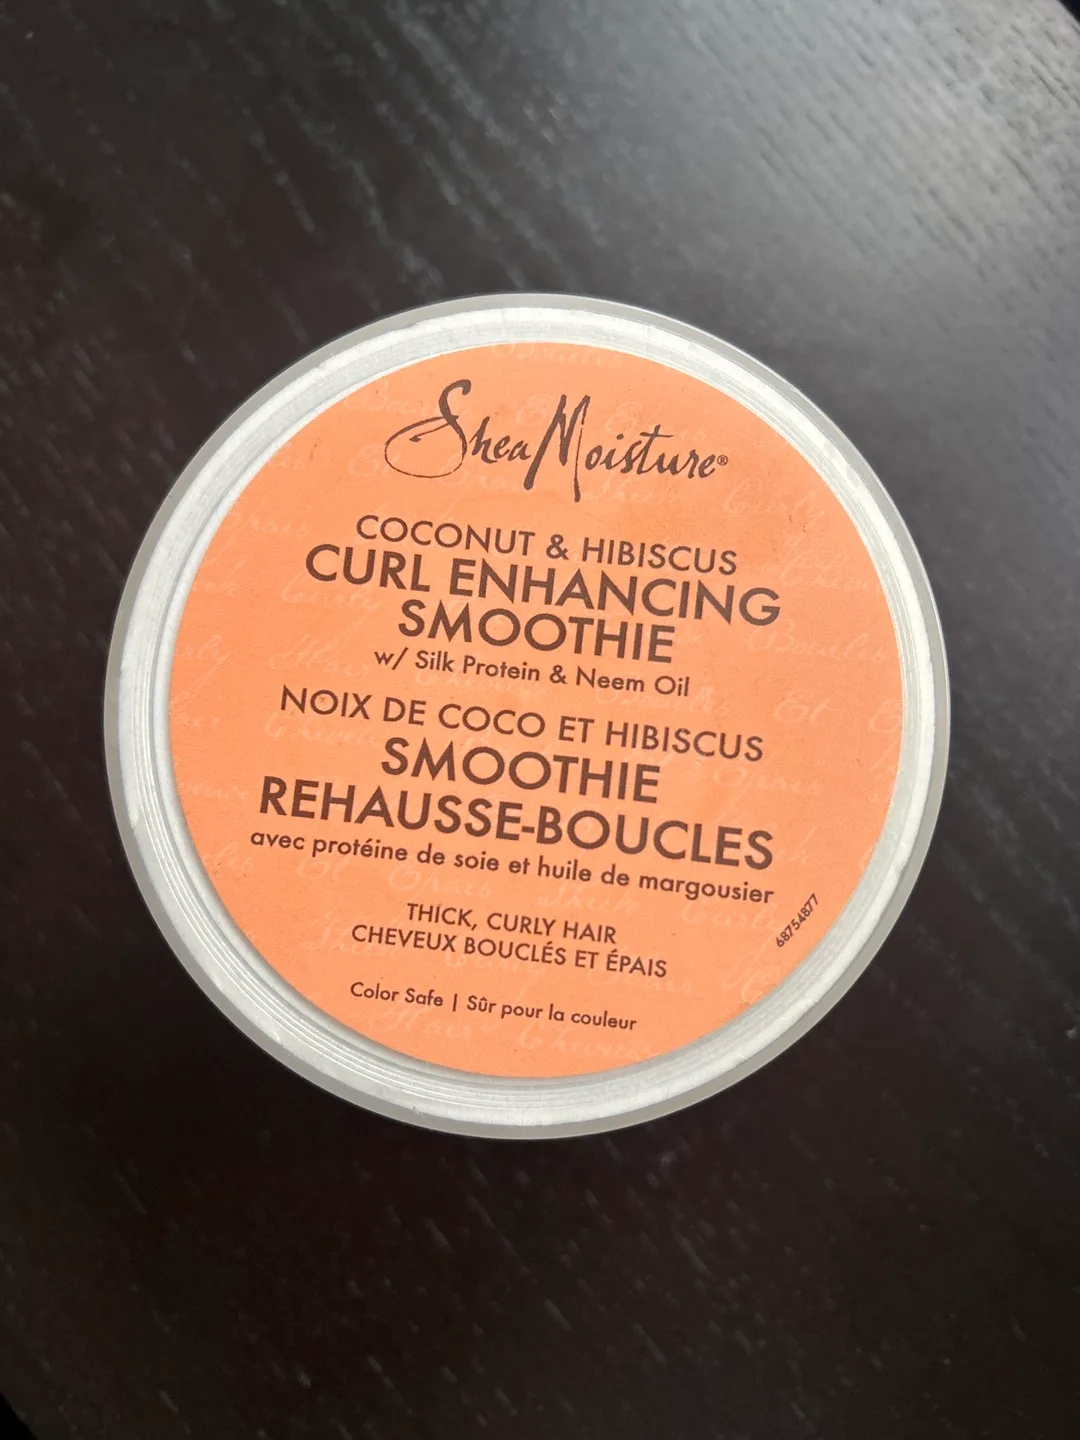 SheaMoisture®
COCONUT & HIBISCUS
CURL ENHANCING
SMOOTHIE
w/ Silk Protein & Neem Oil
NOIX DE COCO ET HIBISCUS
SMOOTHIE
REHAUSSE-BOUCLES
avec protéine de soie et huile de margousier
THICK, CURLY HAIR
CHEVEUX BOUCLÉS ET ÉPAIS
Color Safe | Sûr pour la couleur
68754877